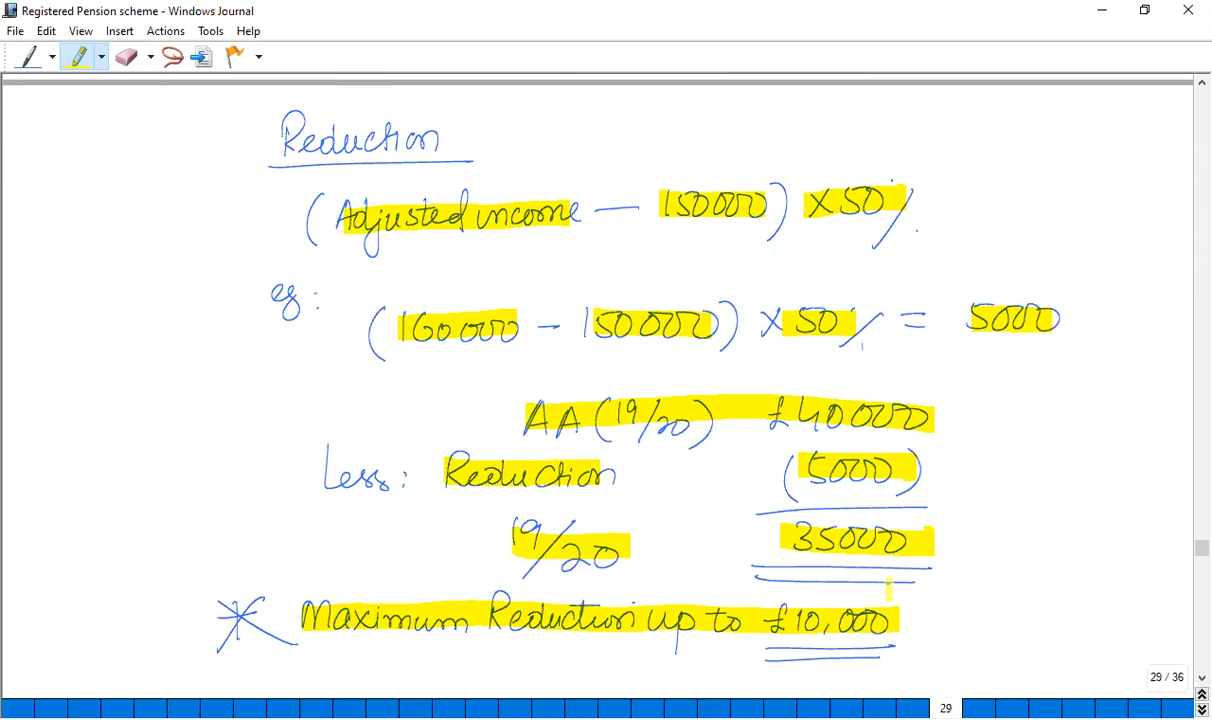 Registered Pension scheme - Windows Journal
File Edit View Insert Actions Tools Help
Reduction
(Adjusted income — 150000) × 50%.
eg:
(160000 - 150000) × 50% = 5000
AA (19/20) £40000
Less: Reduction (5000)
19/20 35000
* Maximum Reduction up to £10,000
29 / 36
29